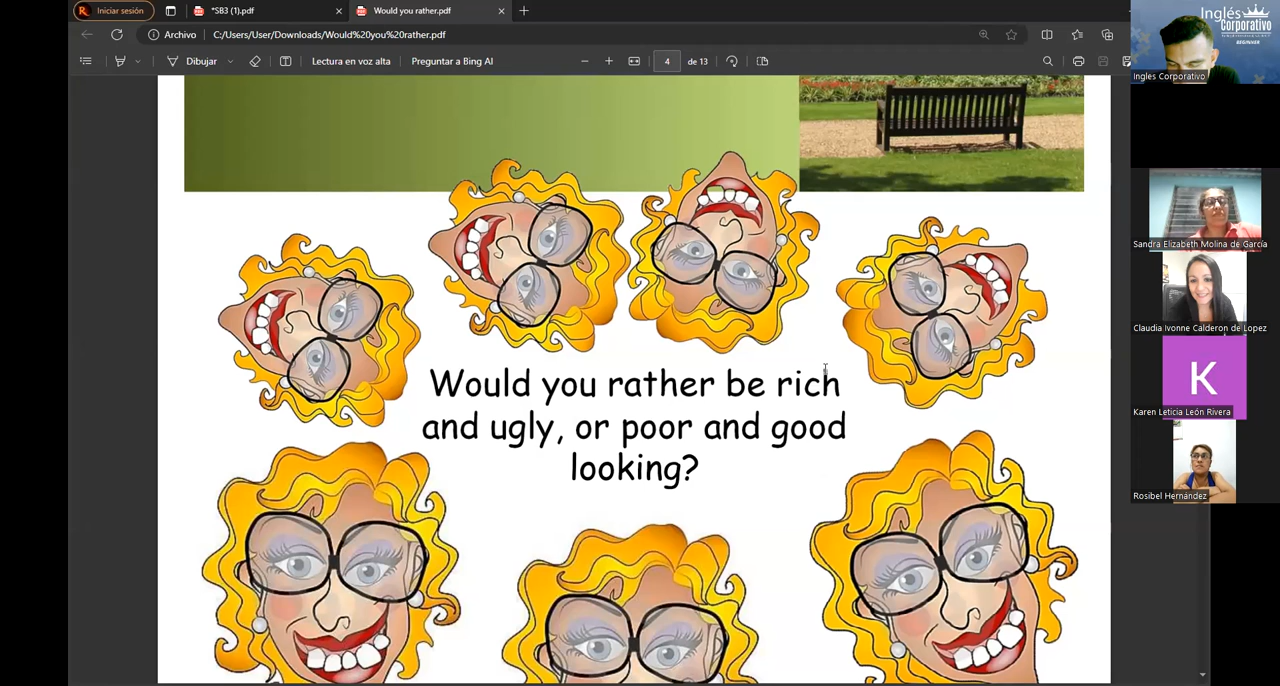 Iniciar sesión
*SB3 (1).pdf
Would you rather.pdf
Archivo
C:/Users/User/Downloads/Would%20you%20rather.pdf
Dibujar
Lectura en voz alta
Preguntar a Bing AI
4
de 13
Would you rather be rich
and ugly, or poor and good
looking?
Inglés
Corporativo
BEGINNER
Ingles Corporativo
Sandra Elizabeth Molina de García
Claudia Ivonne Calderon de Lopez
K
Karen Leticia León Rivera
Rosibel Hernández